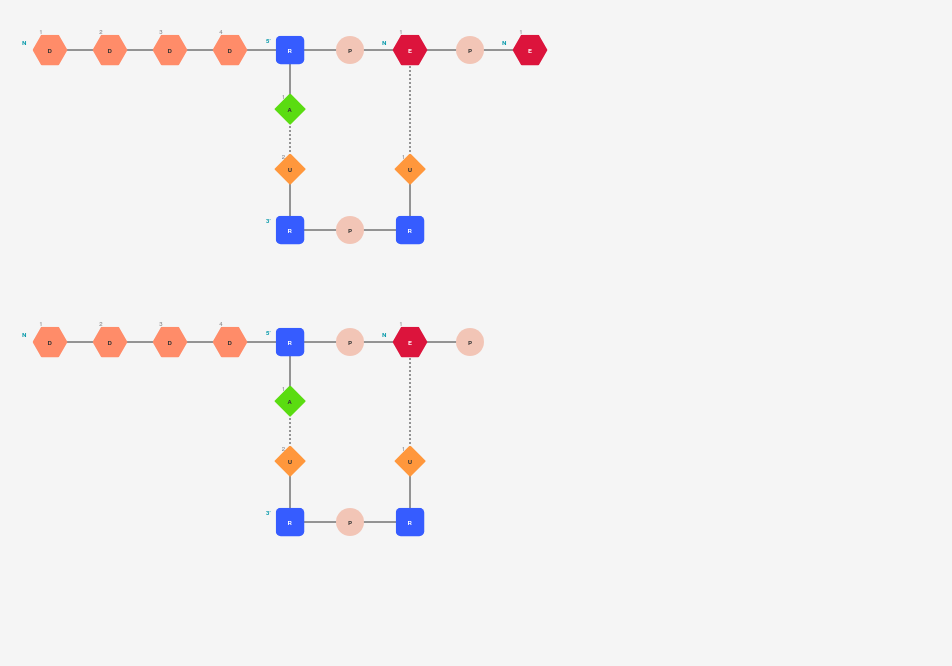 1 2 3 4 1 1
N D D D D 5' R P N E P N E
1
A
2 1
U U
3' R P R
1 2 3 4 1
N D D D D 5' R P N E P
1
A
2 1
U U
3' R P R